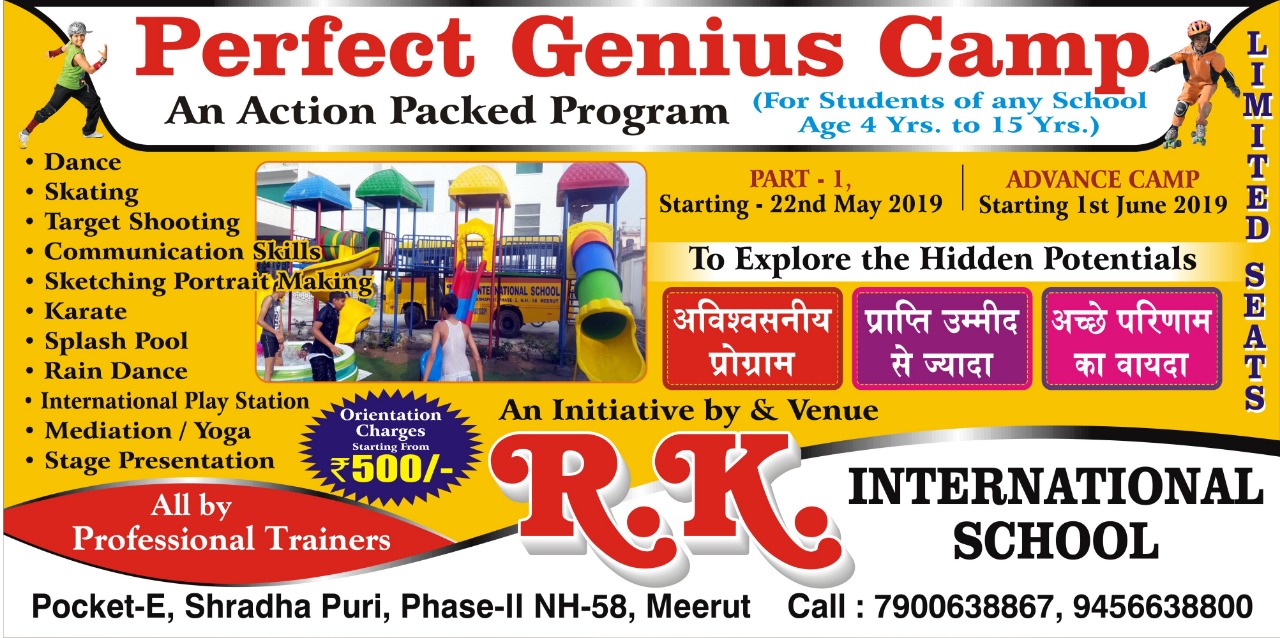 Perfect Genius Camp
An Action Packed Program
(For Students of any School
Age 4 Yrs. to 15 Yrs.)
LIMITED SEATS
• Dance
• Skating
• Target Shooting
• Communication Skills
• Sketching Portrait Making
• Karate
• Splash Pool
• Rain Dance
• International Play Station
• Mediation / Yoga
• Stage Presentation
INTERNATIONAL SCHOOL
PART - 1,
Starting - 22nd May 2019
ADVANCE CAMP
Starting 1st June 2019
To Explore the Hidden Potentials
अविश्वसनीय
प्रोग्राम
प्राप्ति उम्मीद
से ज्यादा
अच्छे परिणाम
का वायदा
Orientation
Charges
Starting From
₹500/-
An Initiative by & Venue
R.K.
INTERNATIONAL
SCHOOL
All by
Professional Trainers
Pocket-E, Shradha Puri, Phase-II NH-58, Meerut Call : 7900638867, 9456638800